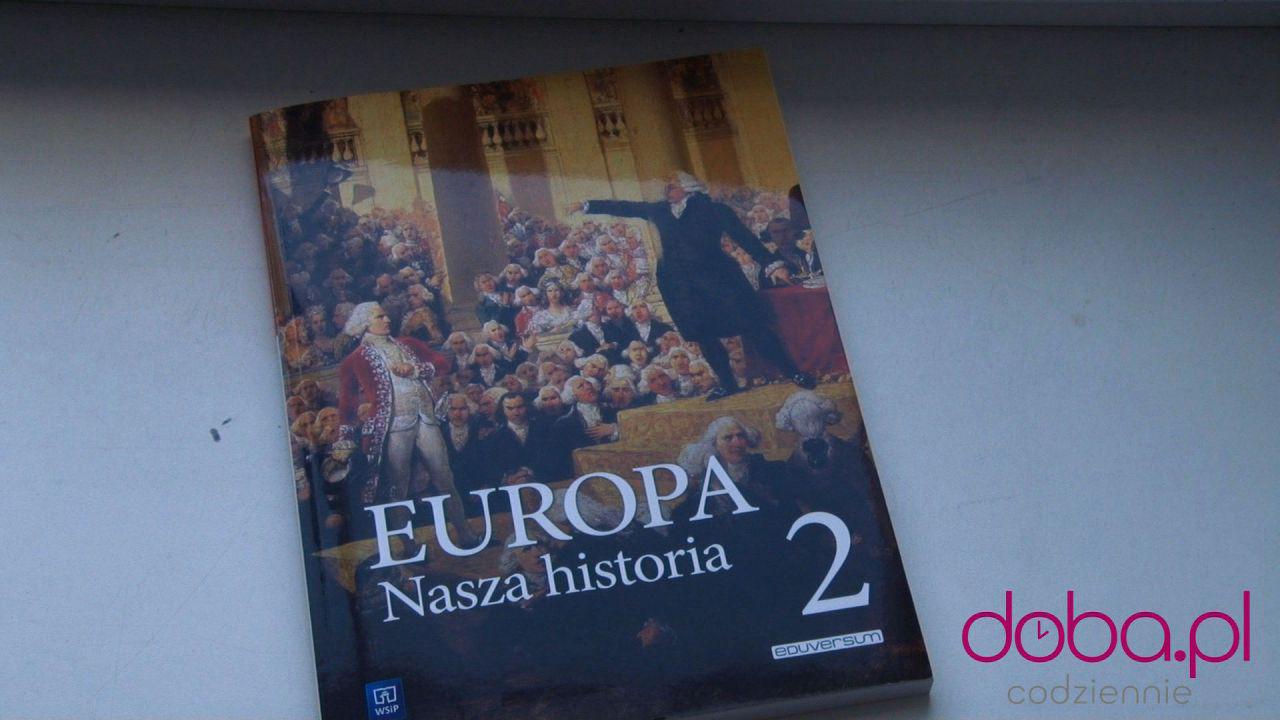 EUROPA
Nasza historia
2
eduversum
WSiP
doba.pl
codziennie